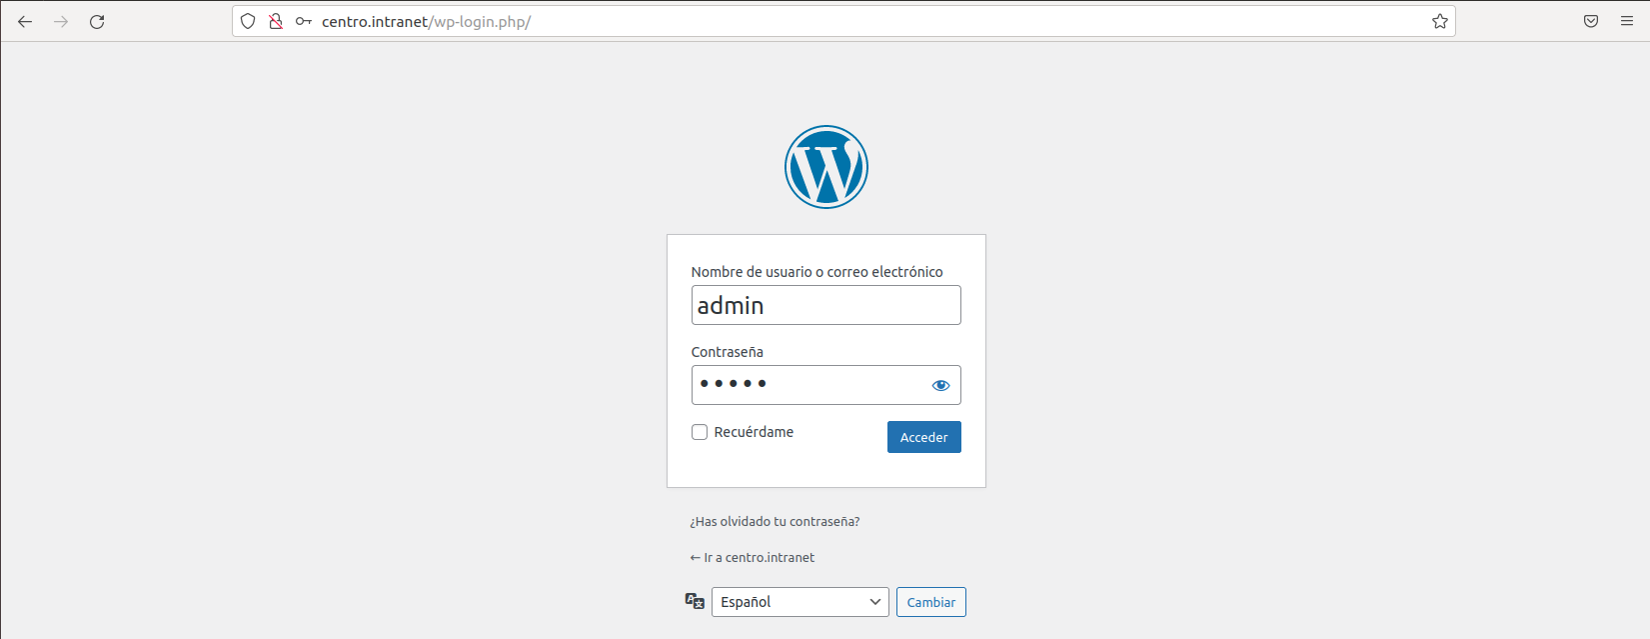 centro.intranet/wp-login.php/
W
Nombre de usuario o correo electrónico
admin
Contraseña
•••••
Recuérdame
Acceder
¿Has olvidado tu contraseña?
← Ir a centro.intranet
Español
Cambiar